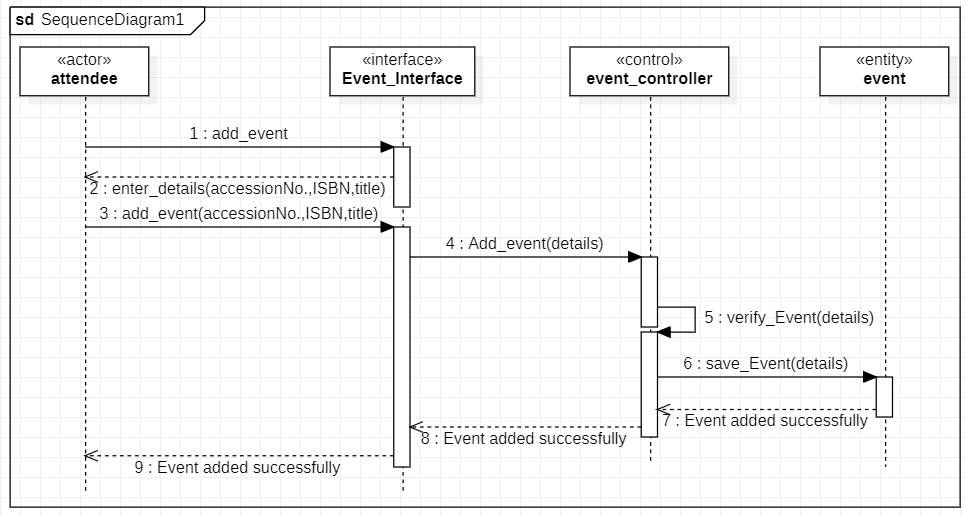 sd SequenceDiagram1
«actor»
attendee
«interface»
Event_Interface
«control»
event_controller
«entity»
event
1 : add_event
2 : enter_details(accessionNo.,ISBN,title)
3 : add_event(accessionNo.,ISBN,title)
4 : Add_event(details)
5 : verify_Event(details)
6 : save_Event(details)
7 : Event added successfully
8 : Event added successfully
9 : Event added successfully